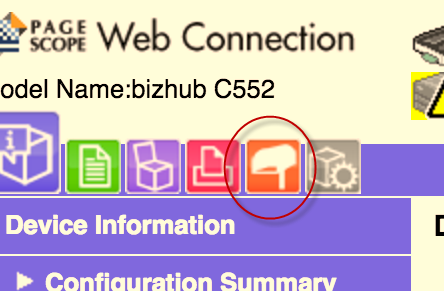 PAGE
SCOPE Web Connection
odel Name:bizhub C552
Device Information
Configuration Summary